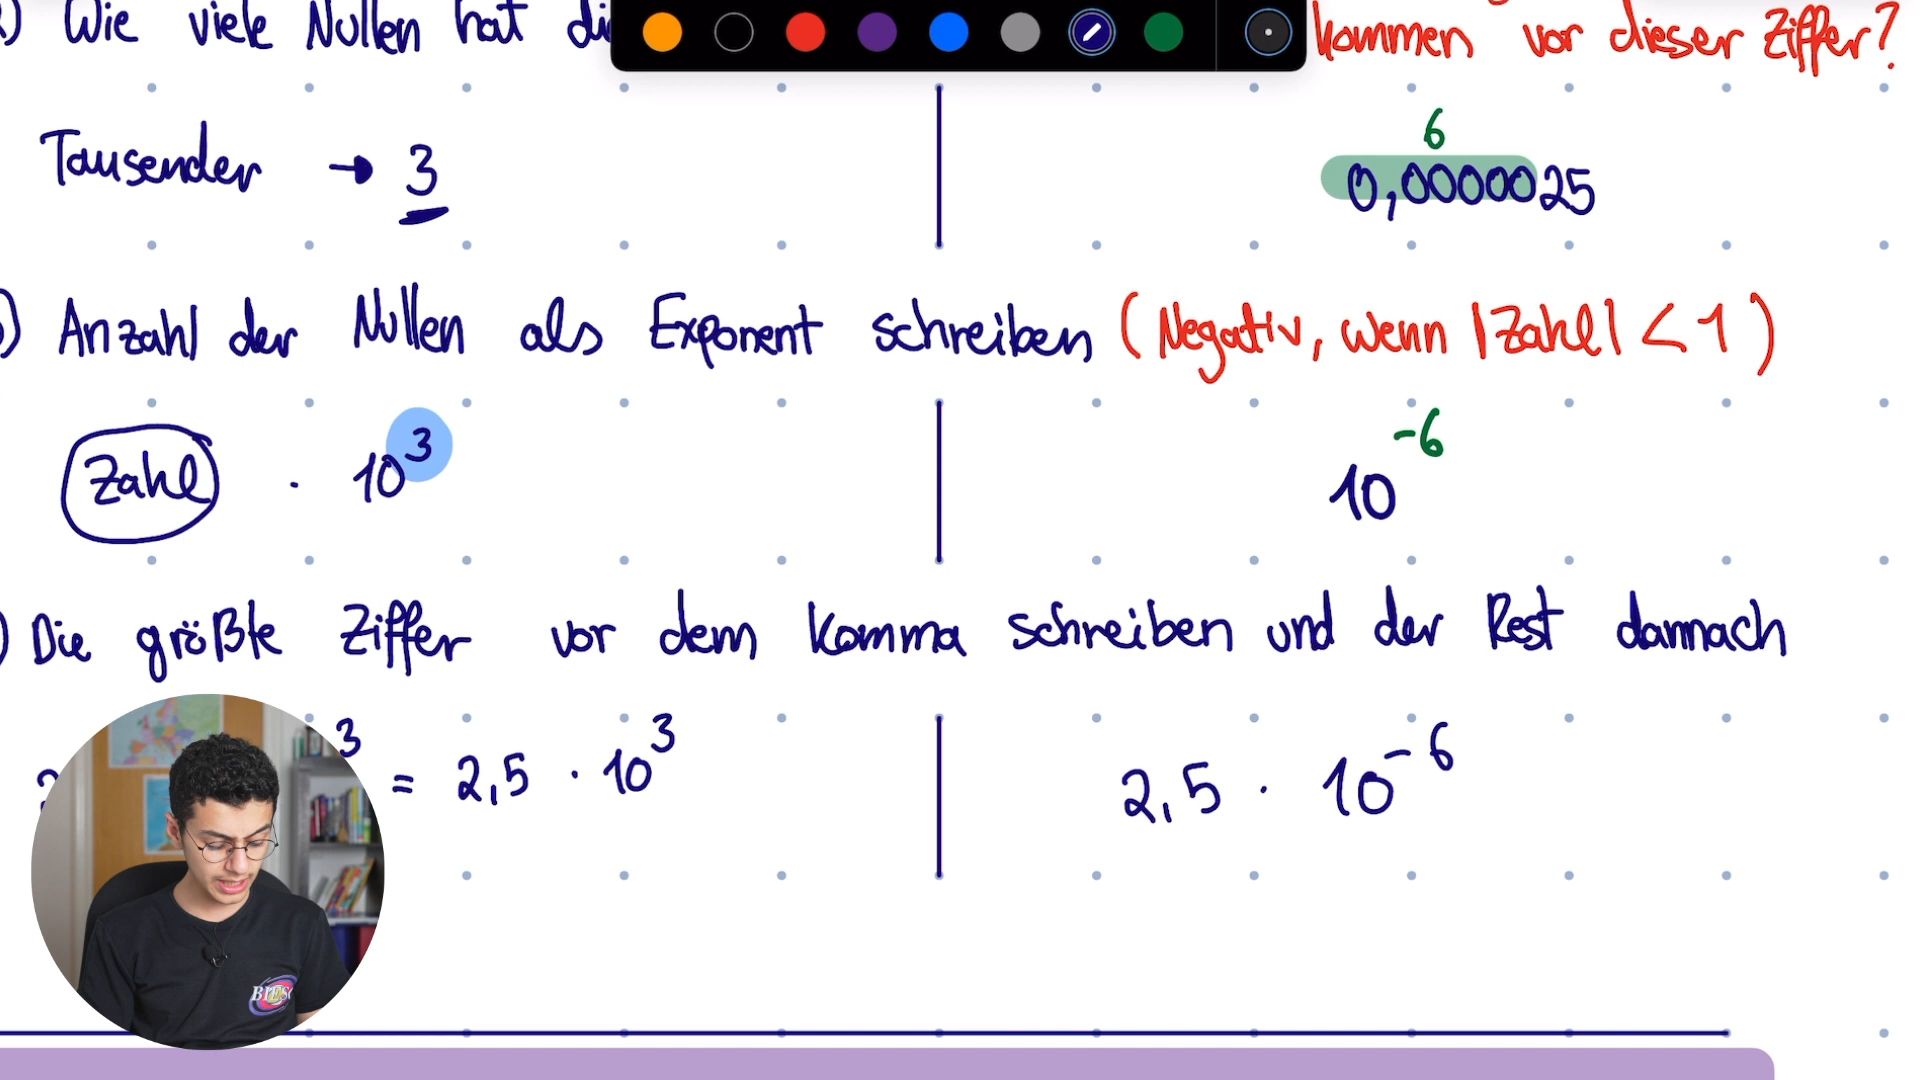 Wie viele Nullen hat kommen vor dieser Ziffer?
6
Tausender → 3
0,0000025
Anzahl der Nullen als Exponent schreiben (Negativ, wenn |Zahl| < 1)
Zahl · 10³
10⁻⁶
Die größte Ziffer vor dem Komma schreiben und der Rest dannach
³ = 2,5 · 10³
2,5 · 10⁻⁶